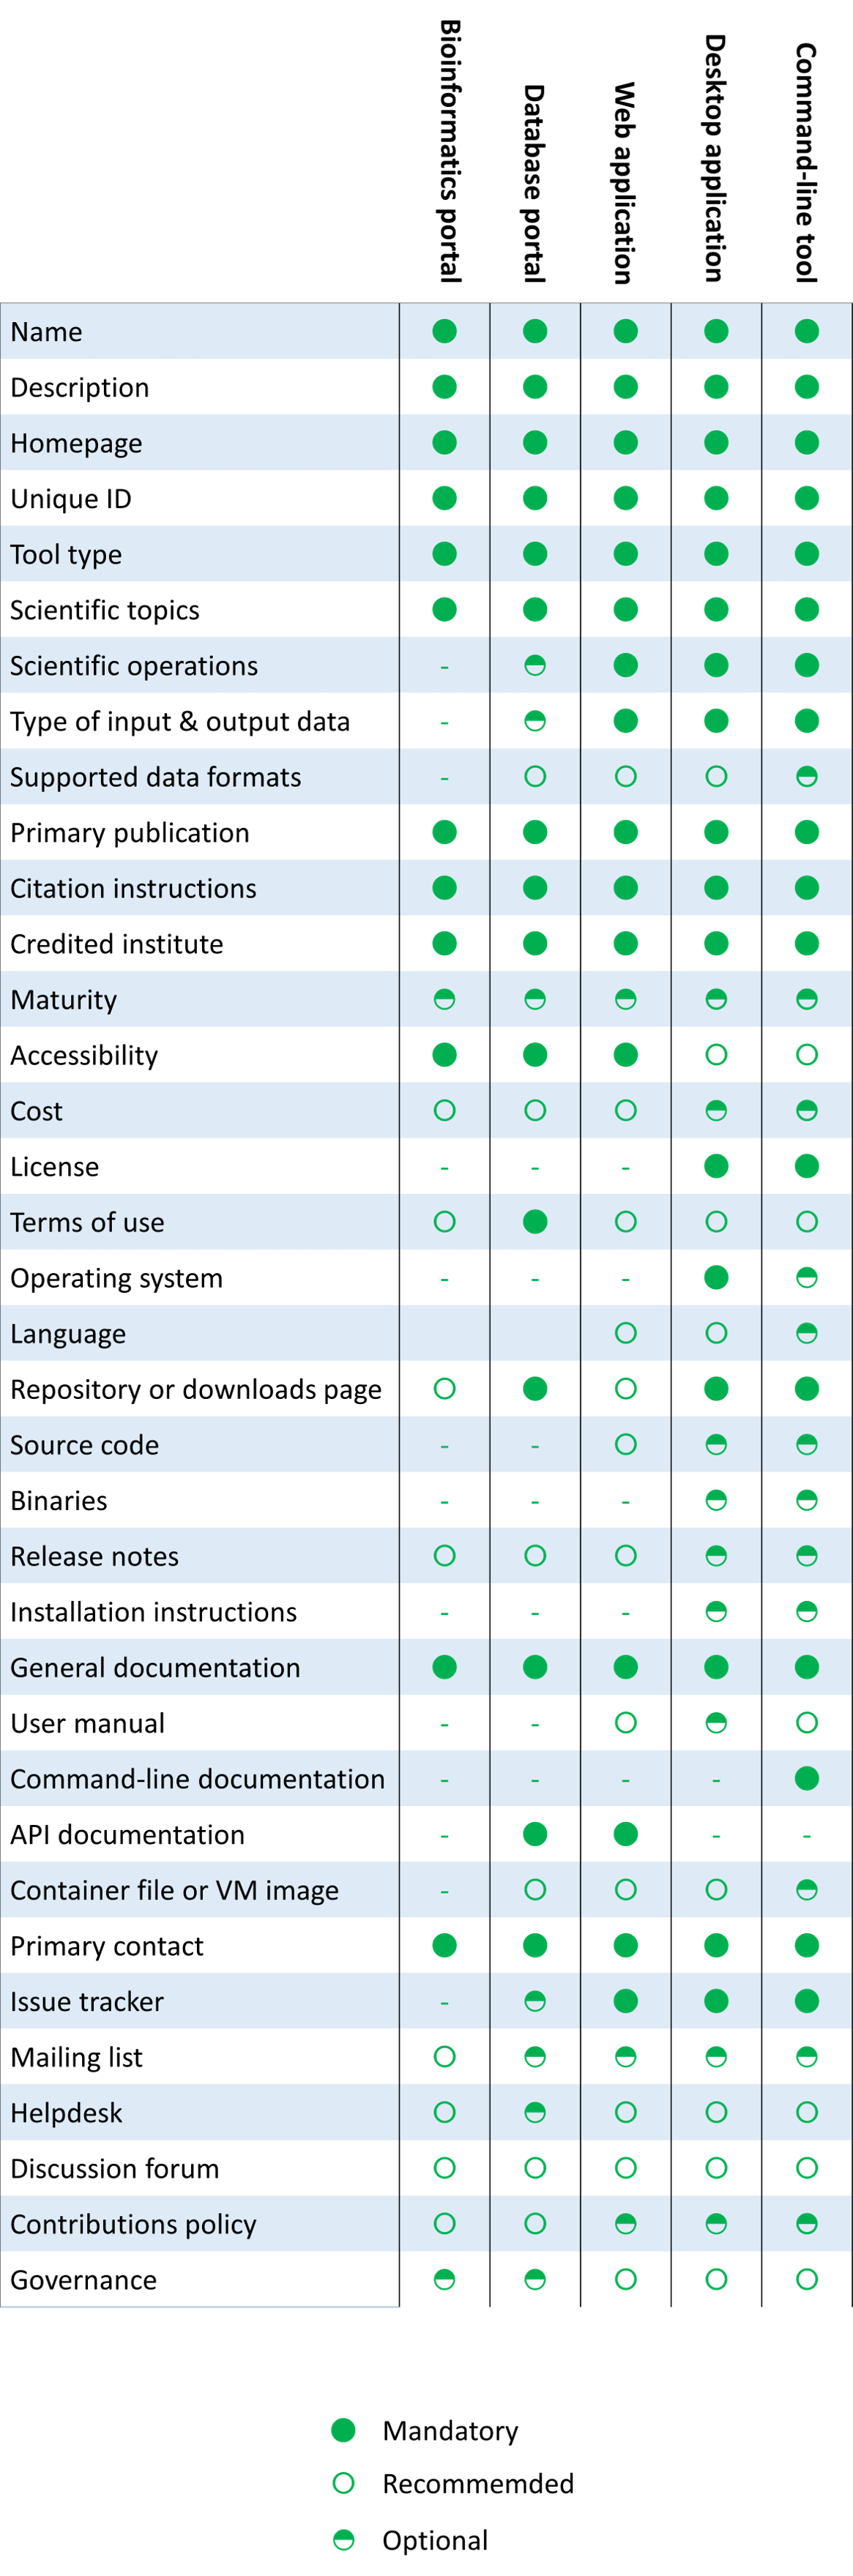 Bioinformatics portal
Database portal
Web application
Desktop application
Command-line tool
Name
Description
Homepage
Unique ID
Tool type
Scientific topics
Scientific operations -
Type of input & output data -
Supported data formats -
Primary publication
Citation instructions
Credited institute
Maturity
Accessibility
Cost
License - - -
Terms of use
Operating system - - -
Language
Repository or downloads page
Source code - -
Binaries - - -
Release notes
Installation instructions - - -
General documentation
User manual - -
Command-line documentation - - - -
API documentation - - -
Container file or VM image -
Primary contact
Issue tracker -
Mailing list
Helpdesk
Discussion forum
Contributions policy
Governance
Mandatory
Recommemded
Optional